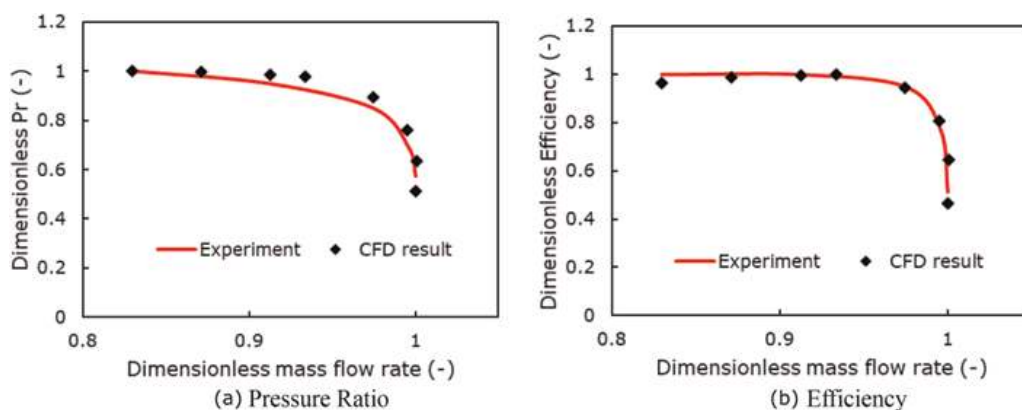 1.2
1
0.8
0.6
0.4
0.2
0
Dimensionless Pr (-)
Experiment
CFD result
0.8
0.9
1
Dimensionless mass flow rate (-)
(a) Pressure Ratio
1.2
1
0.8
0.6
0.4
0.2
0
Dimensionless Efficiency (-)
Experiment
CFD result
0.8
0.9
1
Dimensionless mass flow rate (-)
(b) Efficiency